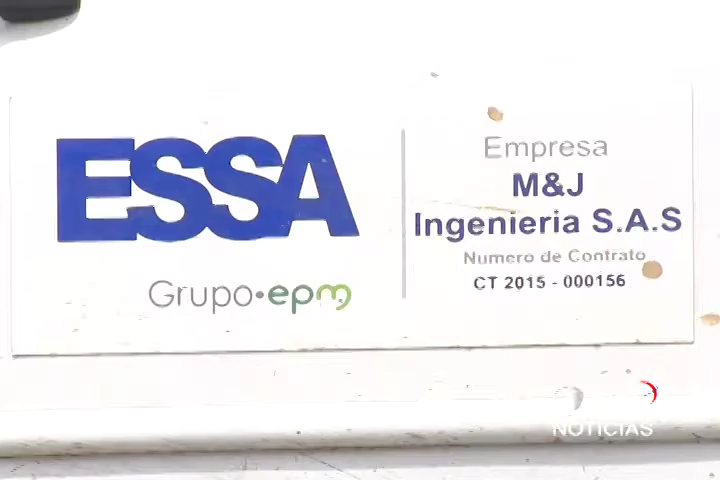 ESSA
Grupo•epm
Empresa
M&J
Ingenieria S.A.S
Numero de Contrato
CT 2015 - 000156
NOTICIAS